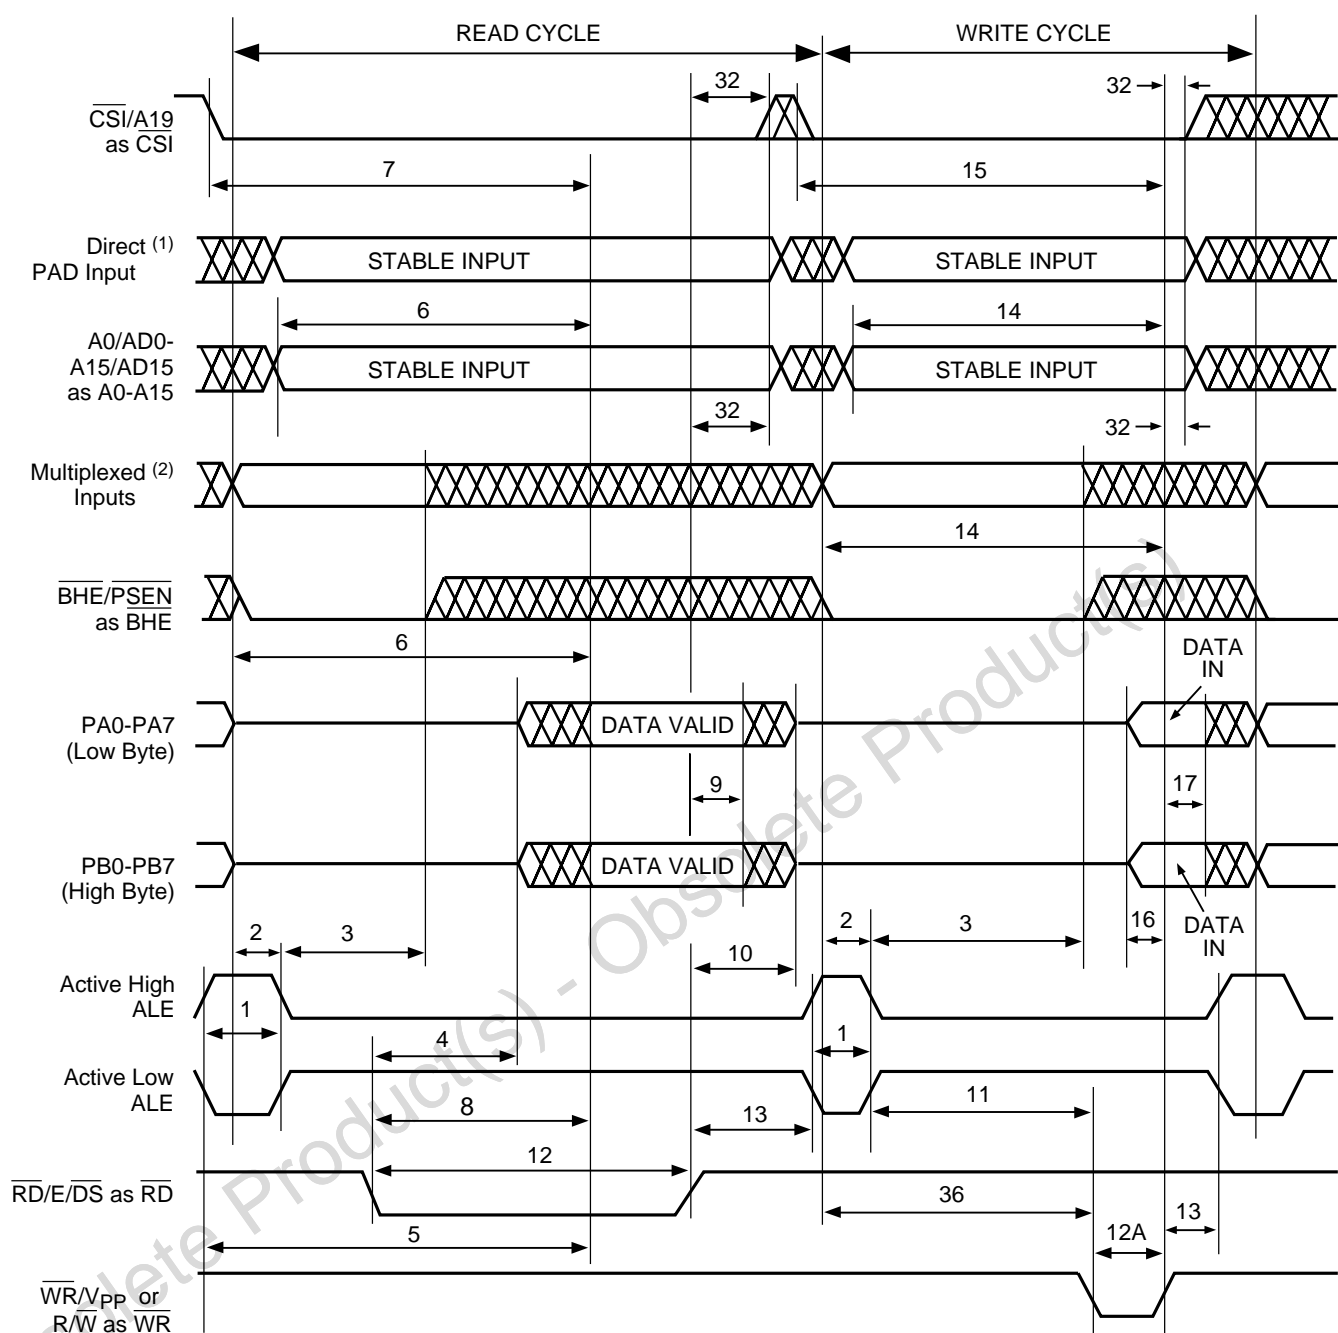 READ CYCLE
WRITE CYCLE
32
32
CSI/A19
as CSI
7
15
Direct (1)
PAD Input
STABLE INPUT
STABLE INPUT
6
14
A0/AD0-
A15/AD15
as A0-A15
STABLE INPUT
STABLE INPUT
32
32
Multiplexed (2)
Inputs
14
BHE/PSEN
as BHE
6
DATA
IN
PA0-PA7
(Low Byte)
DATA VALID
9
17
PB0-PB7
(High Byte)
DATA VALID
DATA
IN
2
3
2
3
16
10
Active High
ALE
1
1
4
Active Low
ALE
8
11
13
12
RD/E/DS as RD
36
13
5
12A
WR/VPP or
R/W as WR
Obsolete Product(s) - Obsolete Product(s)